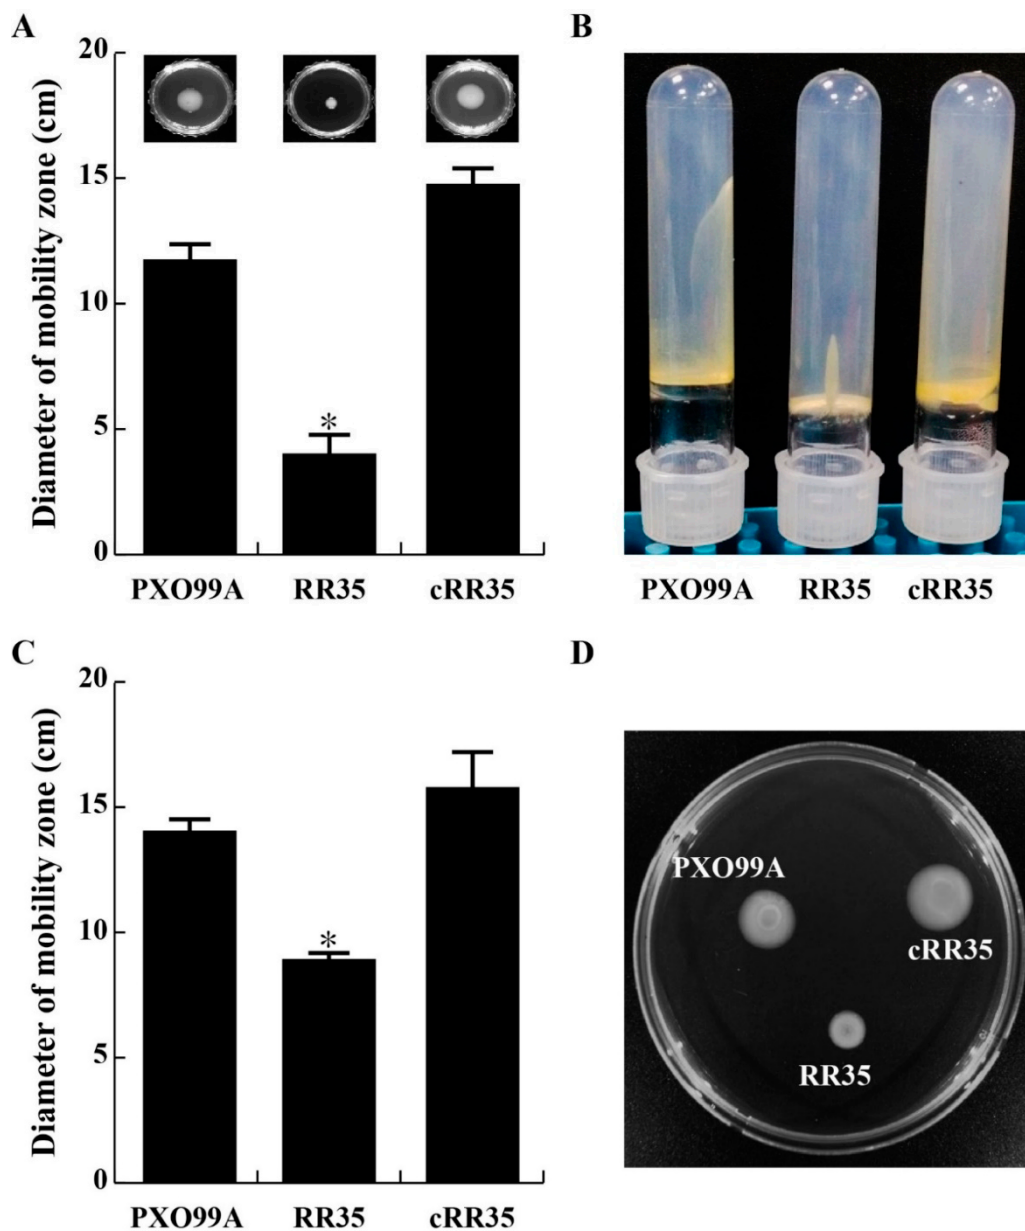 A
Diameter of mobility zone (cm)
20
15
10
5
0
*
PXO99A RR35 cRR35
B
PXO99A RR35 cRR35
C
Diameter of mobility zone (cm)
20
15
10
5
0
*
PXO99A RR35 cRR35
D
PXO99A
cRR35
RR35